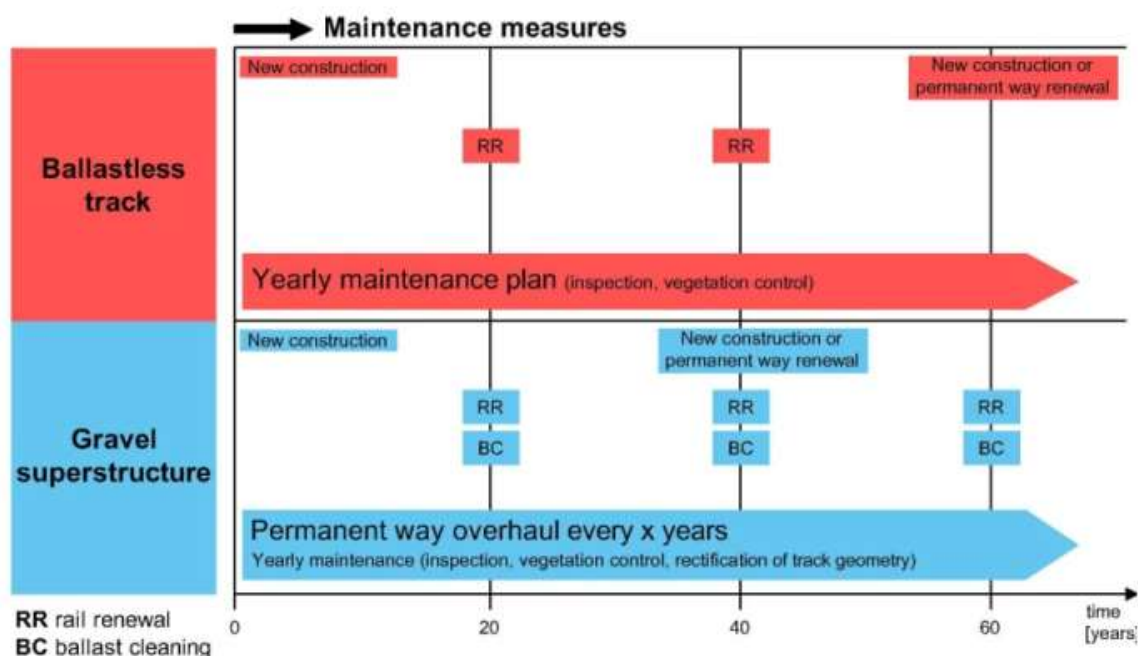 Maintenance measures
Ballastless
track
New construction
New construction or
permanent way renewal
RR
RR
Yearly maintenance plan (inspection, vegetation control)
Gravel
superstructure
New construction
New construction or
permanent way renewal
RR
RR
RR
BC
BC
BC
Permanent way overhaul every x years
Yearly maintenance (inspection, vegetation control, rectification of track geometry)
RR rail renewal
BC ballast cleaning
0
20
40
60
time
[years]